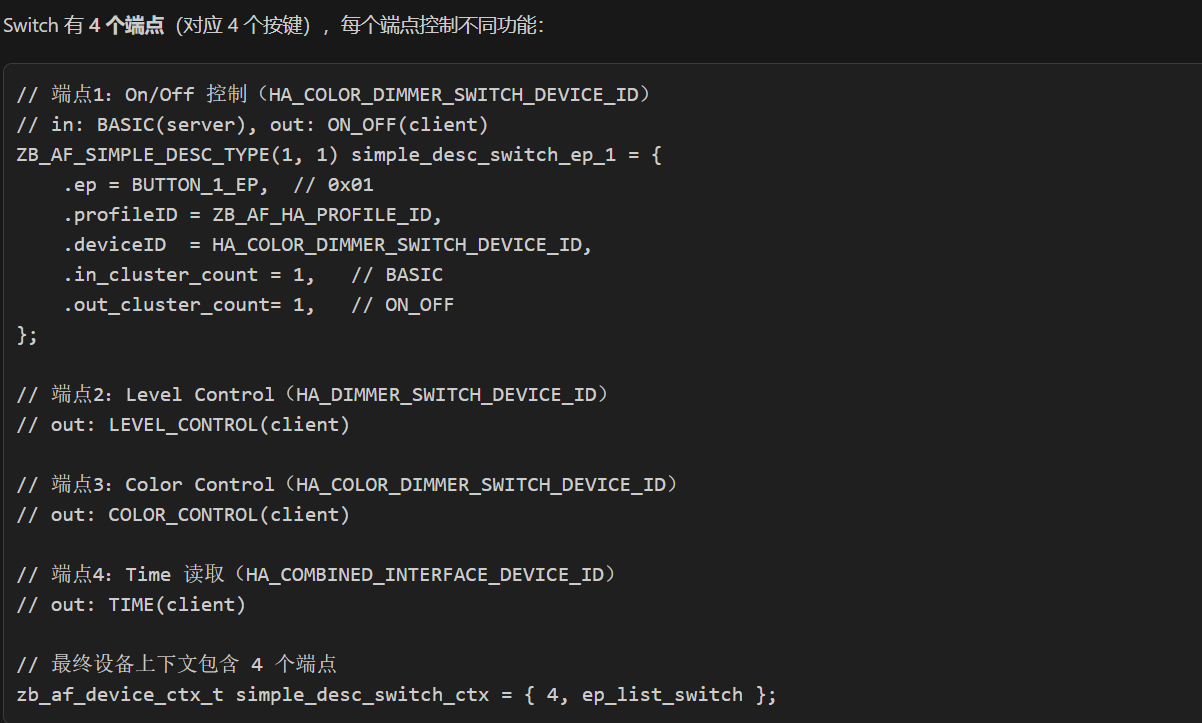 Switch 有 4 个端点（对应 4 个按键），每个端点控制不同功能：
// 端点1：On/Off 控制（HA_COLOR_DIMMER_SWITCH_DEVICE_ID）
// in: BASIC(server), out: ON_OFF(client)
ZB_AF_SIMPLE_DESC_TYPE(1, 1) simple_desc_switch_ep_1 = {
    .ep = BUTTON_1_EP,  // 0x01
    .profileID = ZB_AF_HA_PROFILE_ID,
    .deviceID  = HA_COLOR_DIMMER_SWITCH_DEVICE_ID,
    .in_cluster_count = 1,   // BASIC
    .out_cluster_count= 1,   // ON_OFF
};
// 端点2：Level Control（HA_DIMMER_SWITCH_DEVICE_ID）
// out: LEVEL_CONTROL(client)
// 端点3：Color Control（HA_COLOR_DIMMER_SWITCH_DEVICE_ID）
// out: COLOR_CONTROL(client)
// 端点4：Time 读取（HA_COMBINED_INTERFACE_DEVICE_ID）
// out: TIME(client)
// 最终设备上下文包含 4 个端点
zb_af_device_ctx_t simple_desc_switch_ctx = { 4, ep_list_switch };